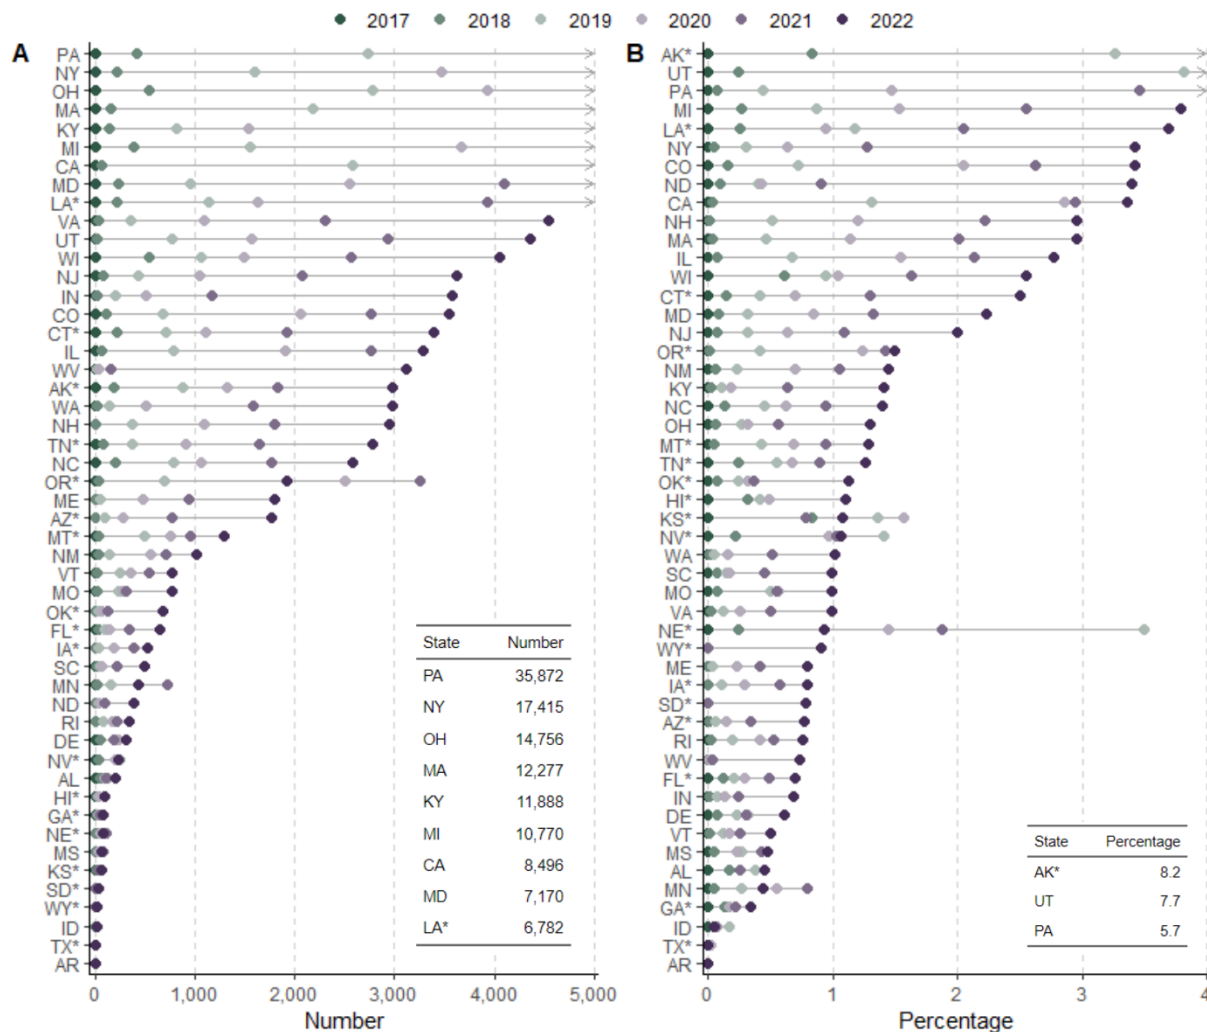 2017 2018 2019 2020 2021 2022
A
PA
NY
OH
MA
KY
MI
CA
MD
LA*
VA
UT
WI
NJ
IN
CO
CT*
IL
WV
AK*
WA
NH
TN*
NC
OR*
ME
AZ*
MT*
NM
VT
MO
OK*
FL*
IA*
SC
MN
ND
RI
DE
NV*
AL
HI*
GA*
NE*
MS
KS*
SD*
WY*
ID
TX*
AR
State Number
PA 35,872
NY 17,415
OH 14,756
MA 12,277
KY 11,888
MI 10,770
CA 8,496
MD 7,170
LA* 6,782
0 1,000 2,000 3,000 4,000 5,000
Number
B
AK*
UT
PA
MI
LA*
NY
CO
ND
CA
NH
MA
IL
WI
CT*
MD
NJ
OR*
NM
KY
NC
OH
MT*
TN*
OK*
HI*
KS*
NV*
WA
SC
MO
VA
NE*
WY*
ME
IA*
SD*
AZ*
RI
WV
FL*
IN
DE
VT
MS
AL
MN
GA*
ID
TX*
AR
State Percentage
AK* 8.2
UT 7.7
PA 5.7
0 1 2 3 4
Percentage